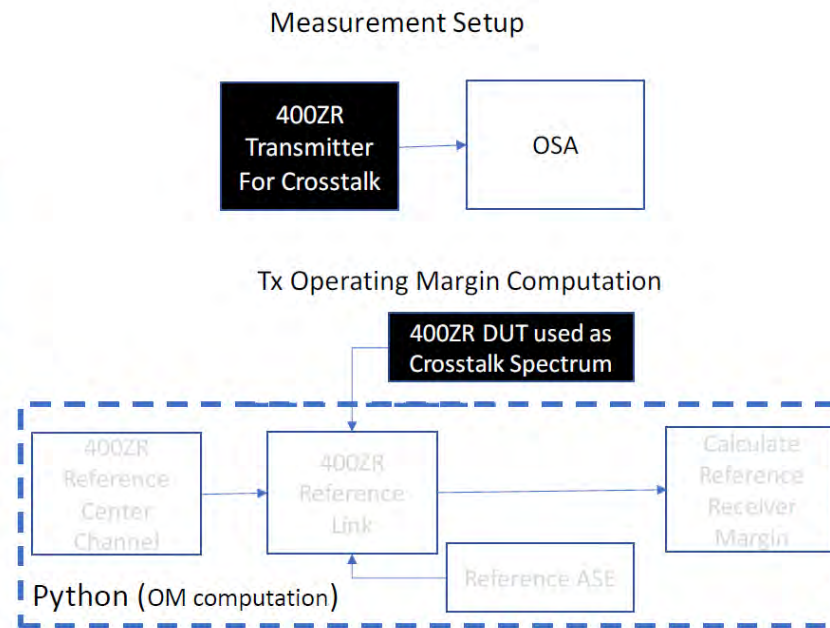 Measurement Setup
400ZR
Transmitter
For Crosstalk
OSA
Tx Operating Margin Computation
400ZR DUT used as
Crosstalk Spectrum
400ZR
Reference
Center
Channel
400ZR
Reference
Link
Calculate
Reference
Receiver
Margin
Reference ASE
Python (OM computation)